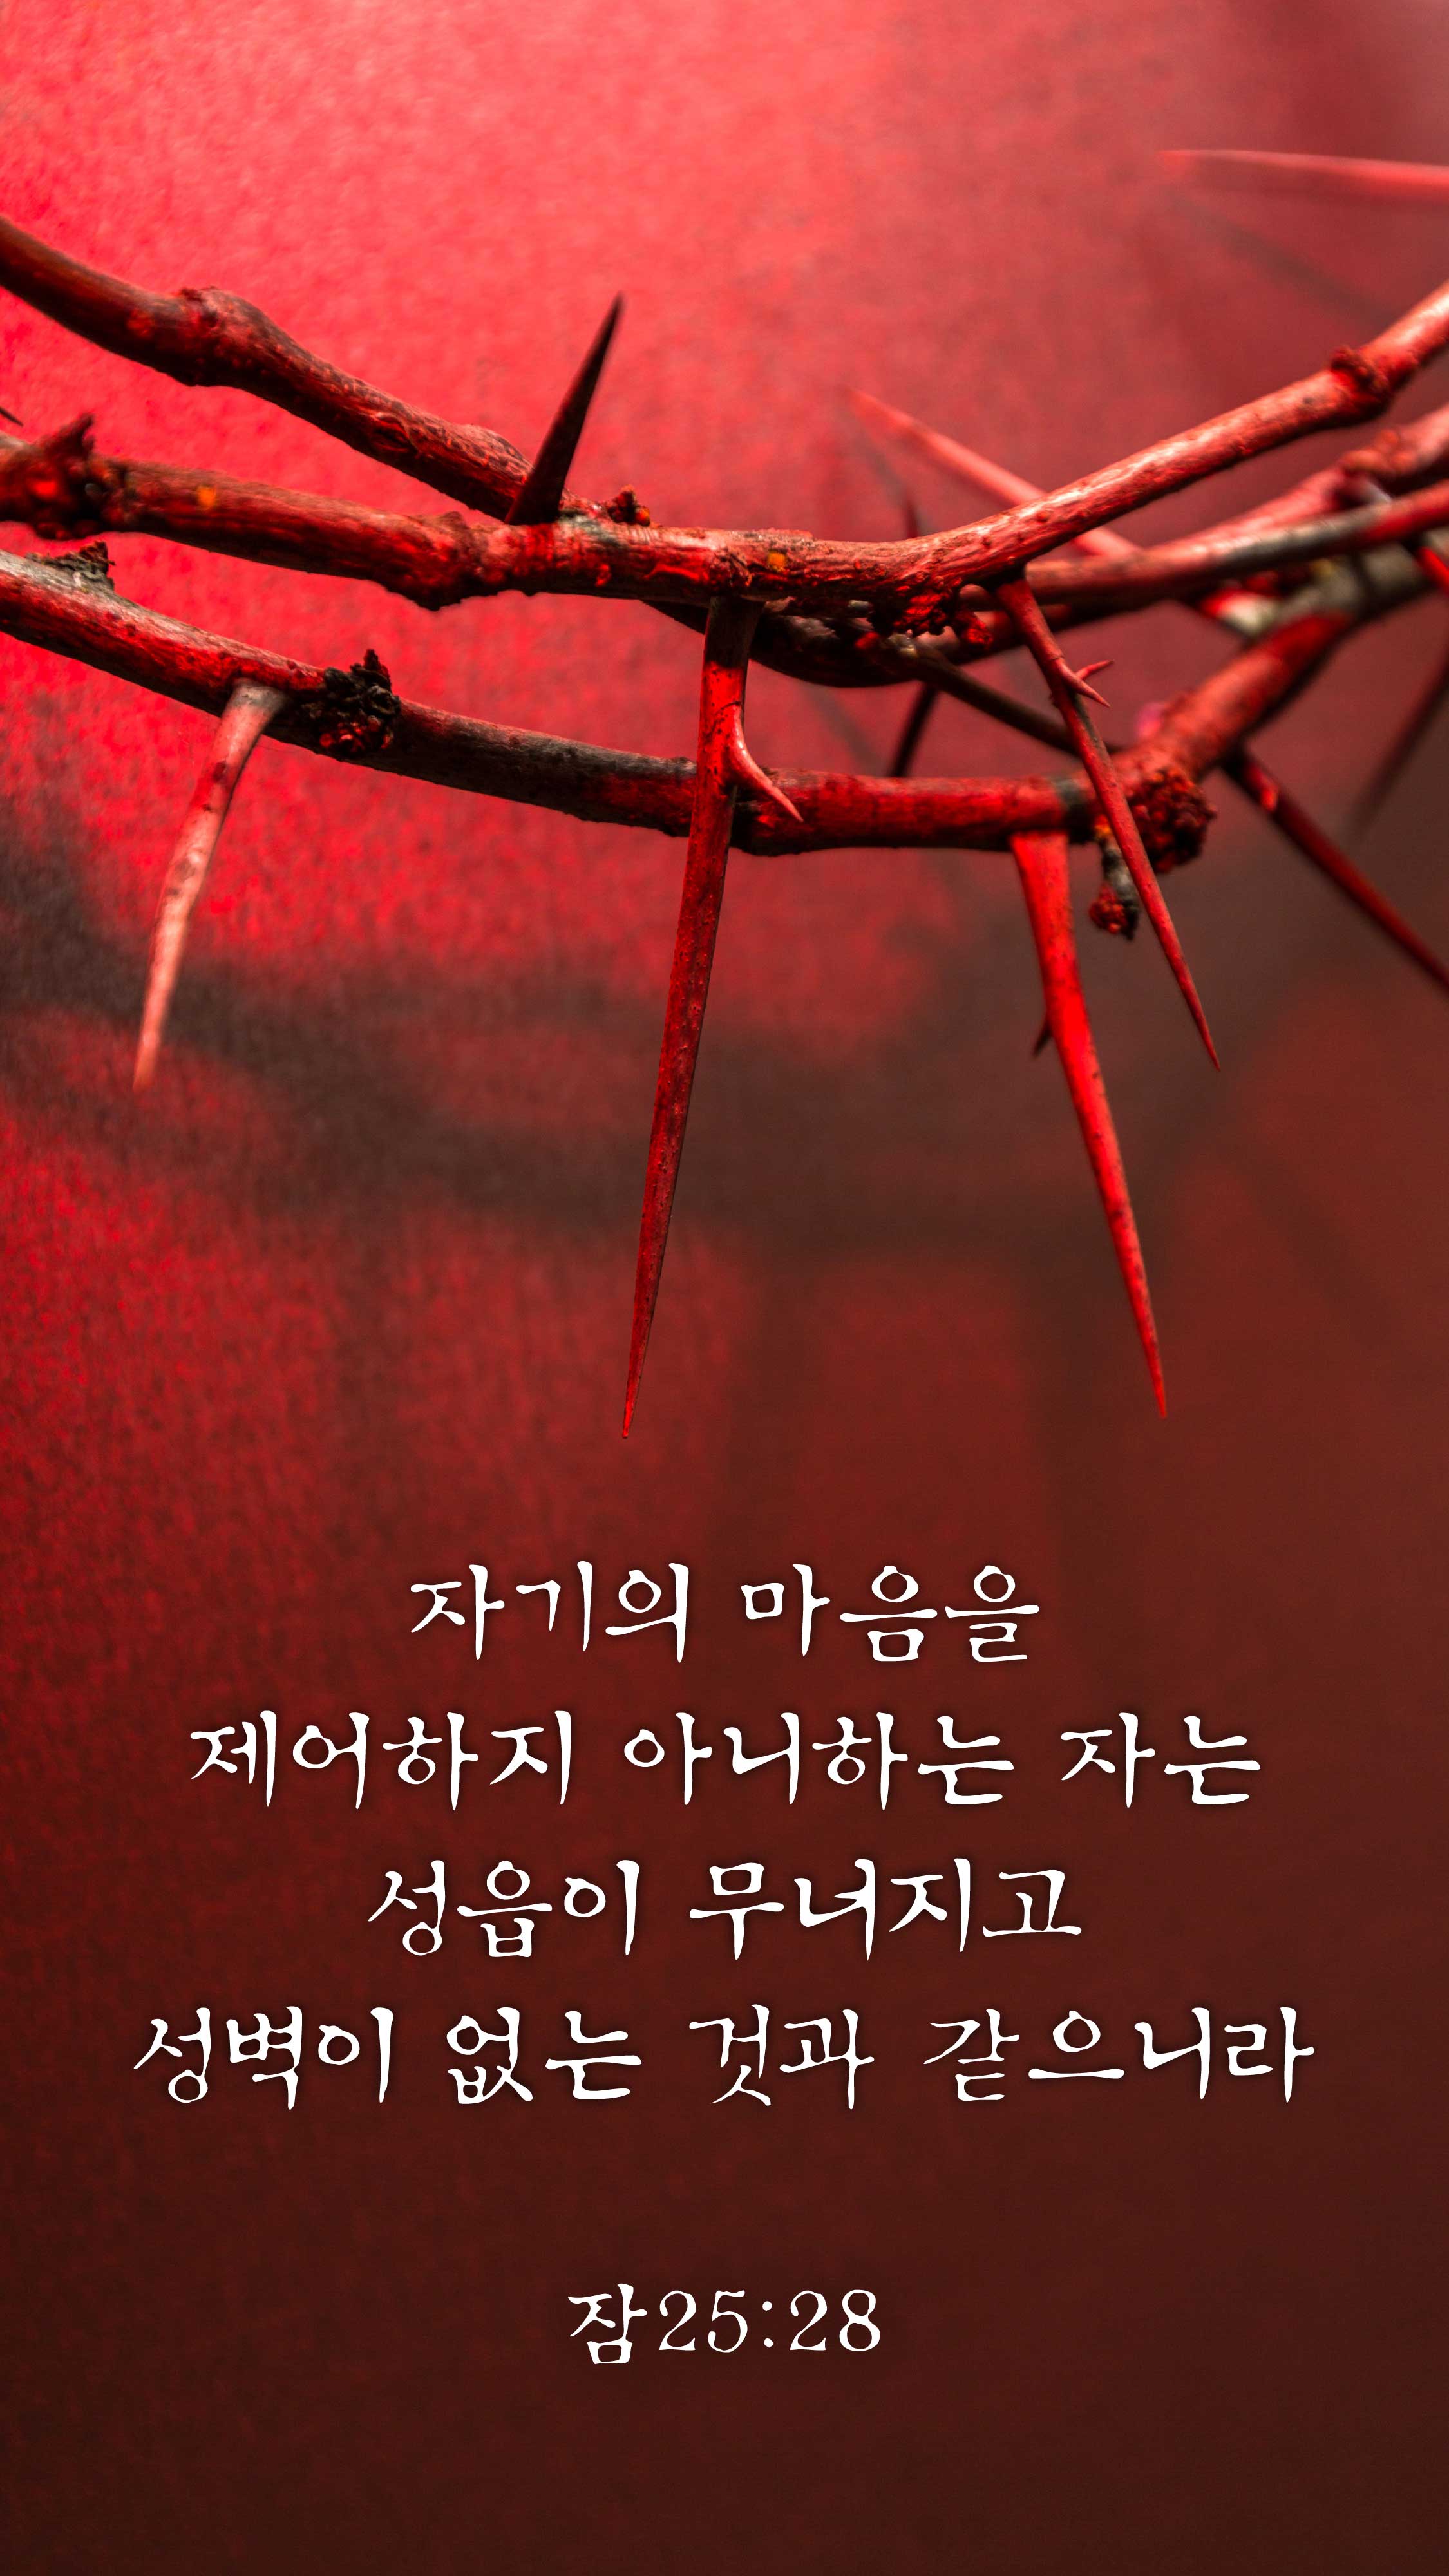 자기의 마음을
제어하지 아니하는 자는
성읍이 무녀지고
성벽이 없는 것과 같으니라
잠25:28